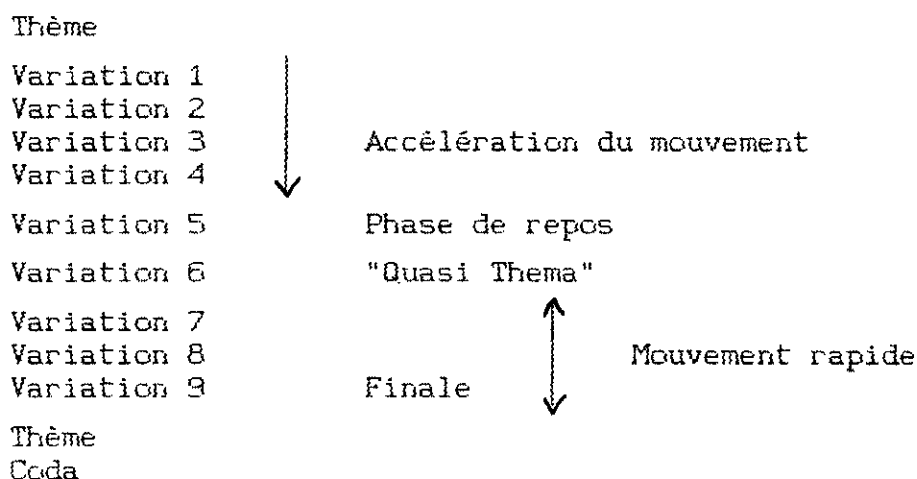 Thème
Variation 1
Variation 2
Variation 3 Accélération du mouvement
Variation 4
Variation 5 Phase de repos
Variation 6 "Quasi Thema"
Variation 7
Variation 8 Mouvement rapide
Variation 9 Finale
Thème
Coda